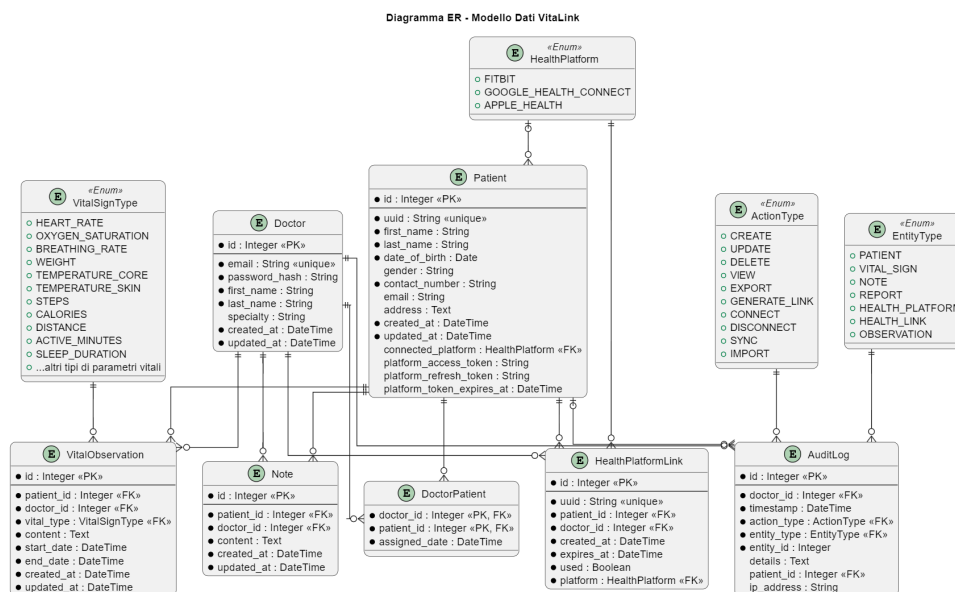 Diagramma ER - Modello Dati VitaLink
E
«Enum»
HealthPlatform
FITBIT
GOOGLE_HEALTH_CONNECT
APPLE_HEALTH
E
«Enum»
VitalSignType
HEART_RATE
OXYGEN_SATURATION
BREATHING_RATE
WEIGHT
TEMPERATURE_CORE
TEMPERATURE_SKIN
STEPS
CALORIES
DISTANCE
ACTIVE_MINUTES
SLEEP_DURATION
...altri tipi di parametri vitali
E Doctor
id : Integer «PK»
email : String «unique»
password_hash : String
first_name : String
last_name : String
specialty : String
created_at : DateTime
updated_at : DateTime
E Patient
id : Integer «PK»
uuid : String «unique»
first_name : String
last_name : String
date_of_birth : Date
gender : String
contact_number : String
email : String
address : Text
created_at : DateTime
updated_at : DateTime
connected_platform : HealthPlatform «FK»
platform_access_token : String
platform_refresh_token : String
platform_token_expires_at : DateTime
E
«Enum»
ActionType
CREATE
UPDATE
DELETE
VIEW
EXPORT
GENERATE_LINK
CONNECT
DISCONNECT
SYNC
IMPORT
E
«Enum»
EntityType
PATIENT
VITAL_SIGN
NOTE
REPORT
HEALTH_PLATFORM
HEALTH_LINK
OBSERVATION
E VitalObservation
id : Integer «PK»
patient_id : Integer «FK»
doctor_id : Integer «FK»
vital_type : VitalSignType «FK»
content : Text
start_date : DateTime
end_date : DateTime
created_at : DateTime
updated_at : DateTime
E Note
id : Integer «PK»
patient_id : Integer «FK»
doctor_id : Integer «FK»
content : Text
created_at : DateTime
updated_at : DateTime
E DoctorPatient
doctor_id : Integer «PK, FK»
patient_id : Integer «PK, FK»
assigned_date : DateTime
E HealthPlatformLink
id : Integer «PK»
uuid : String «unique»
patient_id : Integer «FK»
doctor_id : Integer «FK»
created_at : DateTime
expires_at : DateTime
used : Boolean
platform : HealthPlatform «FK»
E AuditLog
id : Integer «PK»
doctor_id : Integer «FK»
timestamp : DateTime
action_type : ActionType «FK»
entity_type : EntityType «FK»
entity_id : Integer
details : Text
patient_id : Integer «FK»
ip_address : String